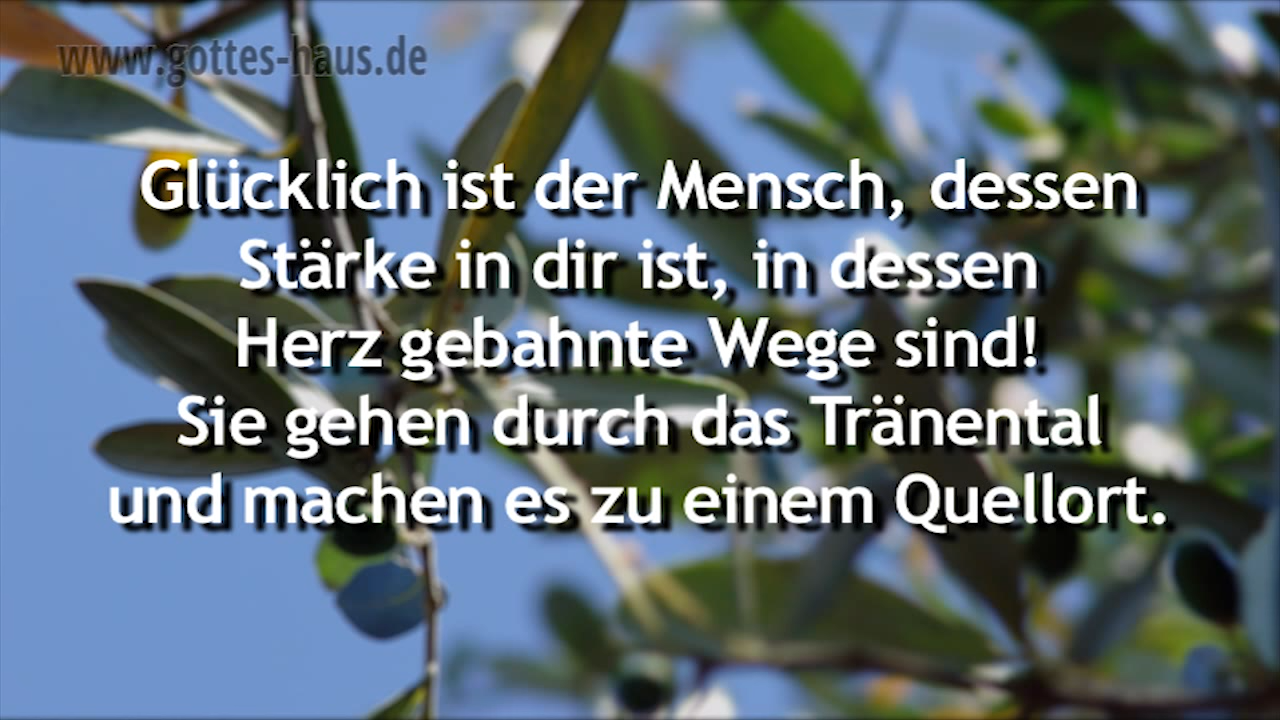 www.gottes-haus.de
Glücklich ist der Mensch, dessen
Stärke in dir ist, in dessen
Herz gebahnte Wege sind!
Sie gehen durch das Tränental
und machen es zu einem Quellort.